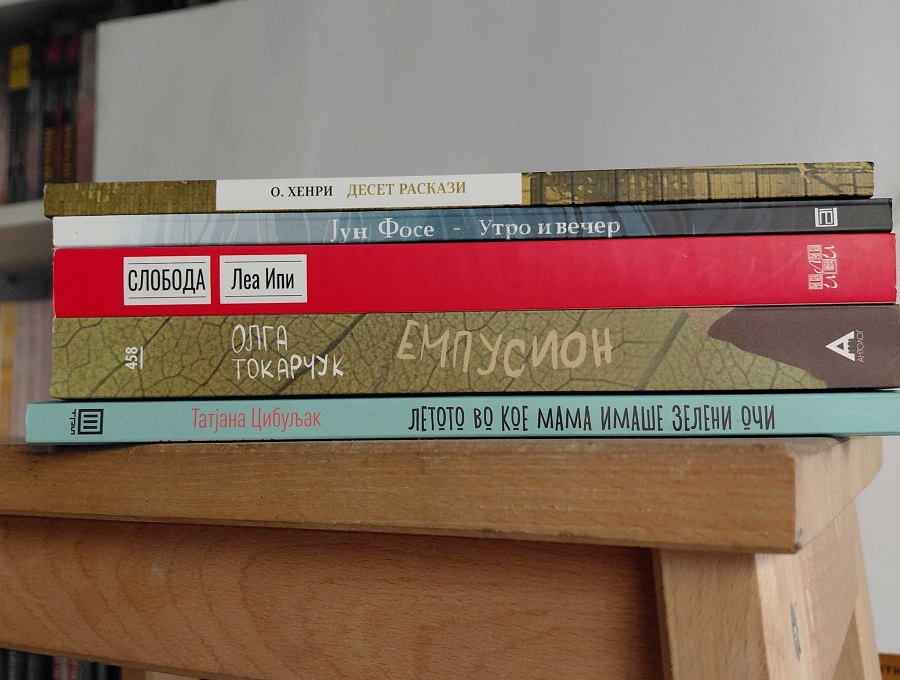 О. ХЕНРИ ДЕСЕТ РАСКАЗИ
Јун Фосе - Утро и вечер
СЛОБОДА Леа Ипи
458 ОЛГА ТОКАРЧУК ЕМПУСИОН АНТОЛОГ
Татјана Цибуљак ЛЕТОТО ВО КОЕ МАМА ИМАШЕ ЗЕЛЕНИ ОЧИ